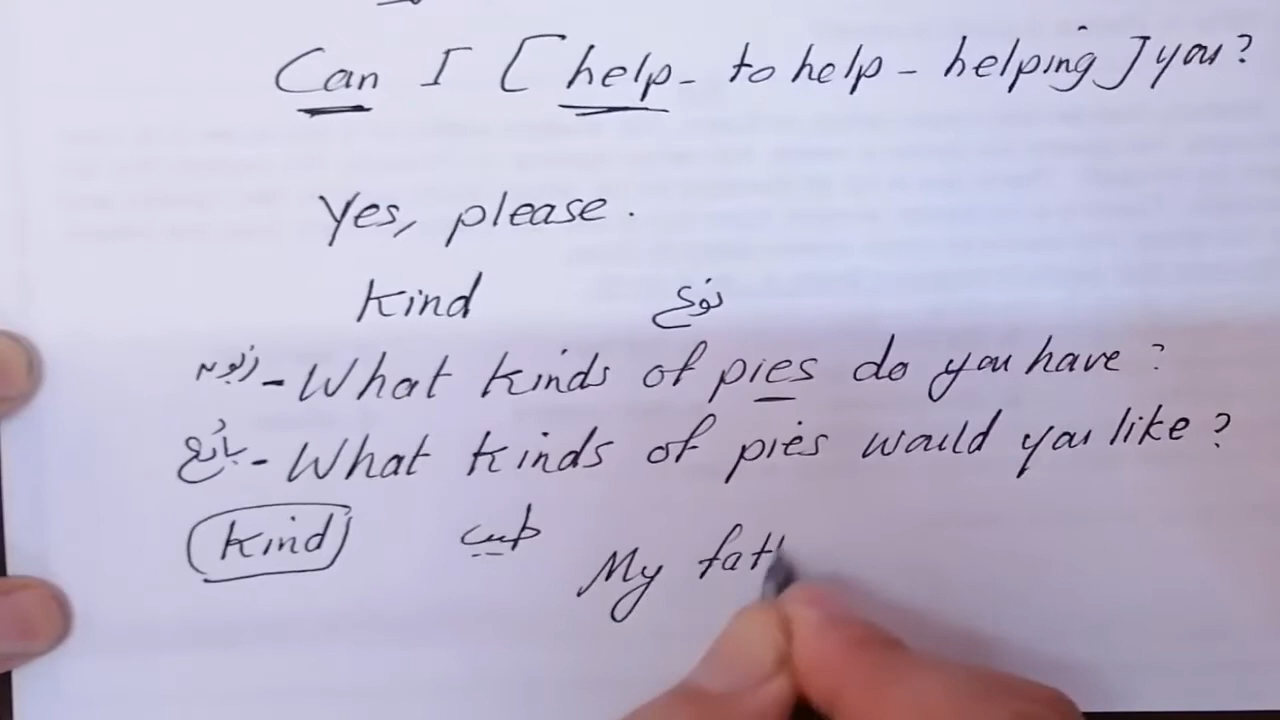 Can I [ help - to help - helping ] you?
Yes, please.
Kind نوع
زبون - What kinds of pies do you have?
بائع - What kinds of pies would you like?
Kind طيب My fat